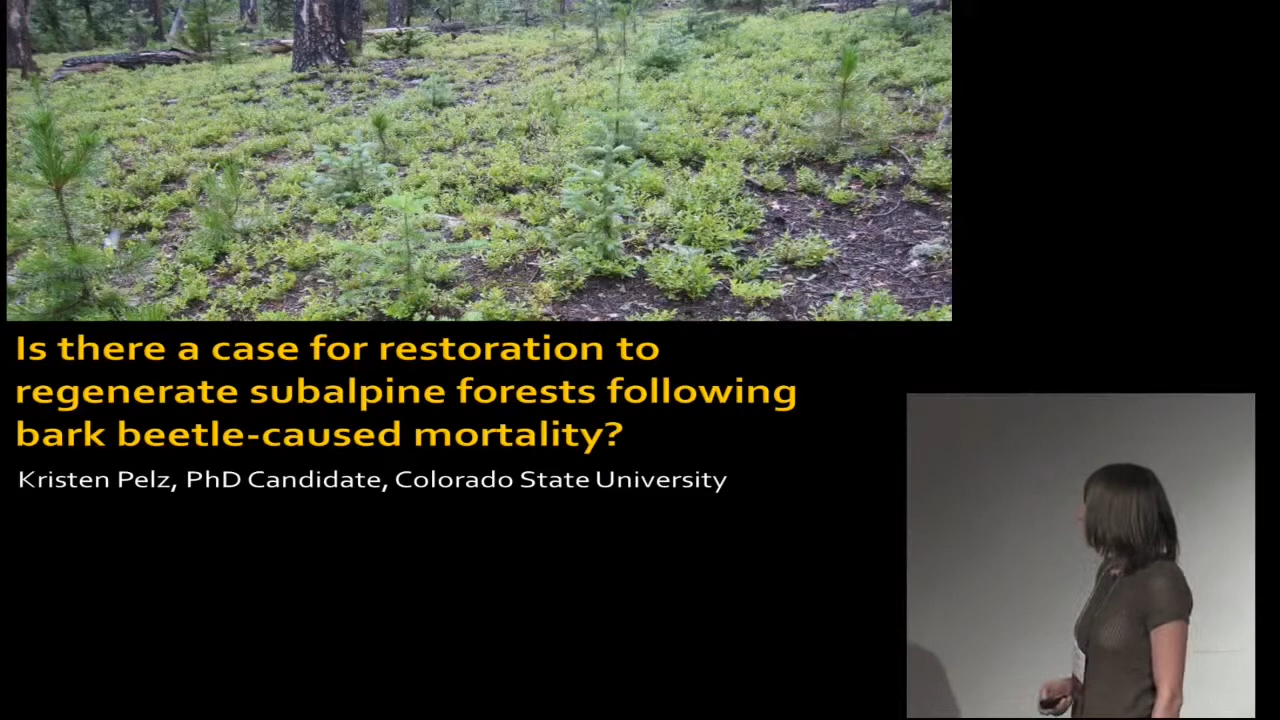 Is there a case for restoration to
regenerate subalpine forests following
bark beetle-caused mortality?
Kristen Pelz, PhD Candidate, Colorado State University